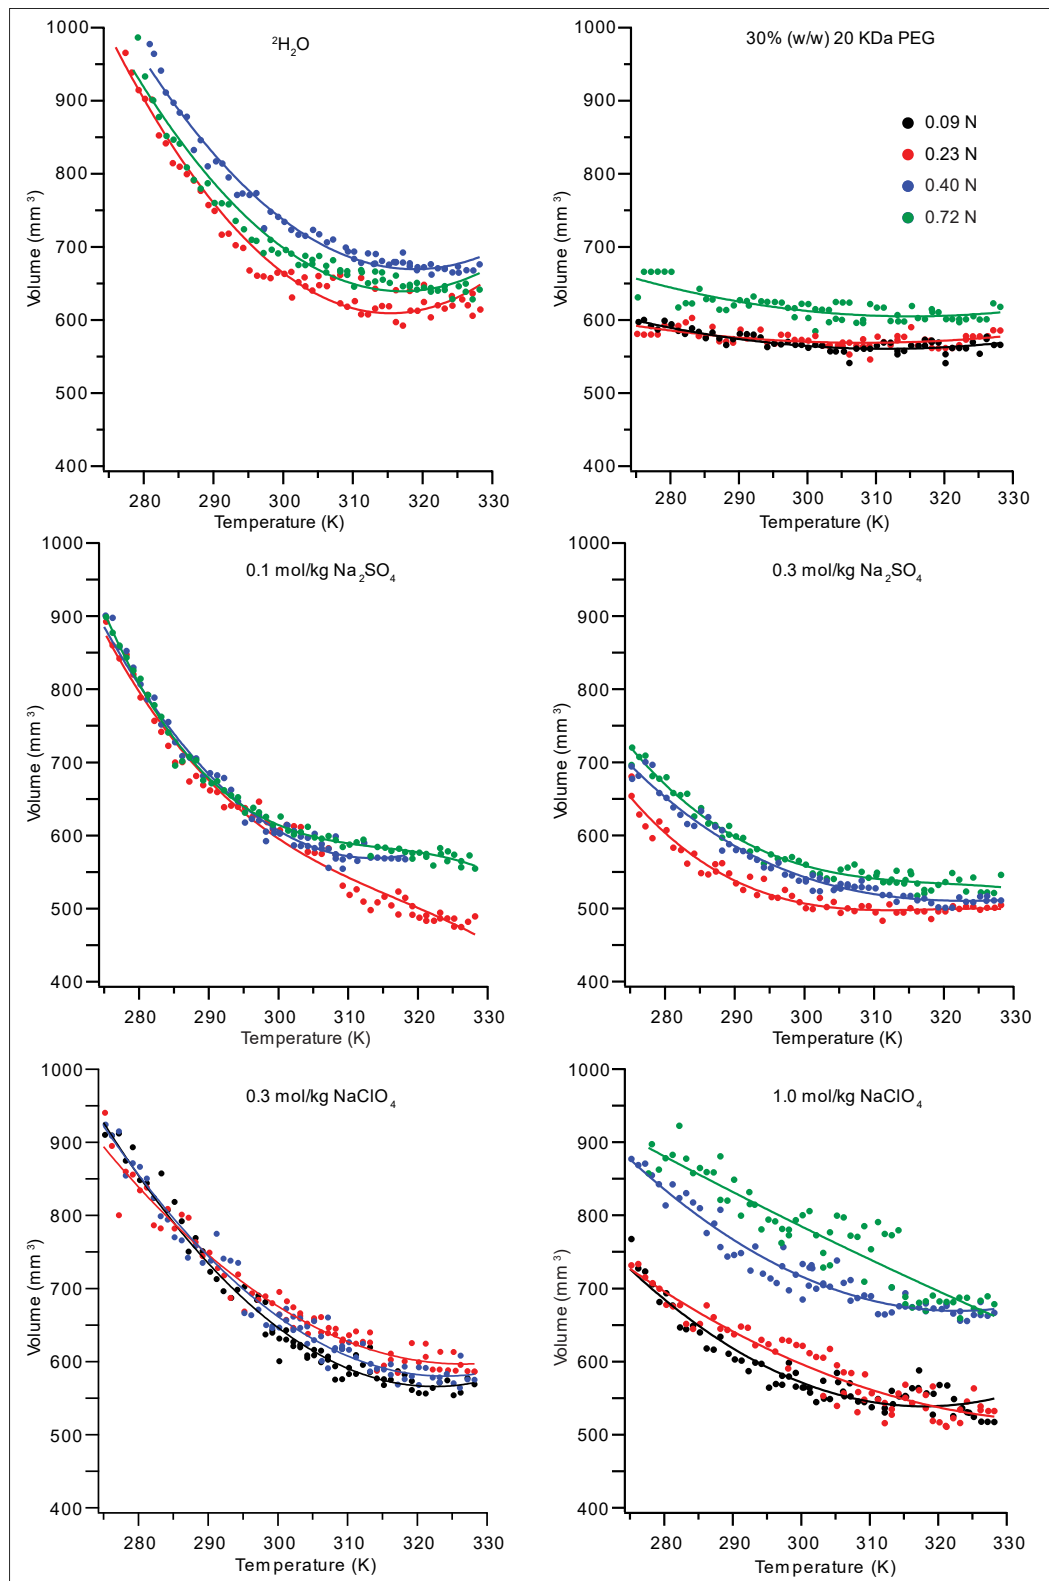 ²H₂O
1000
900
800
700
600
500
400
Volume (mm³)
280 290 300 310 320 330
Temperature (K)
30% (w/w) 20 KDa PEG
0.09 N
0.23 N
0.40 N
0.72 N
1000
900
800
700
600
500
400
Volume (mm³)
280 290 300 310 320 330
Temperature (K)
0.1 mol/kg Na₂SO₄
1000
900
800
700
600
500
400
Volume (mm³)
280 290 300 310 320 330
Temperature (K)
0.3 mol/kg Na₂SO₄
1000
900
800
700
600
500
400
Volume (mm³)
280 290 300 310 320 330
Temperature (K)
0.3 mol/kg NaClO₄
1000
900
800
700
600
500
400
Volume (mm³)
280 290 300 310 320 330
Temperature (K)
1.0 mol/kg NaClO₄
1000
900
800
700
600
500
400
Volume (mm³)
280 290 300 310 320 330
Temperature (K)